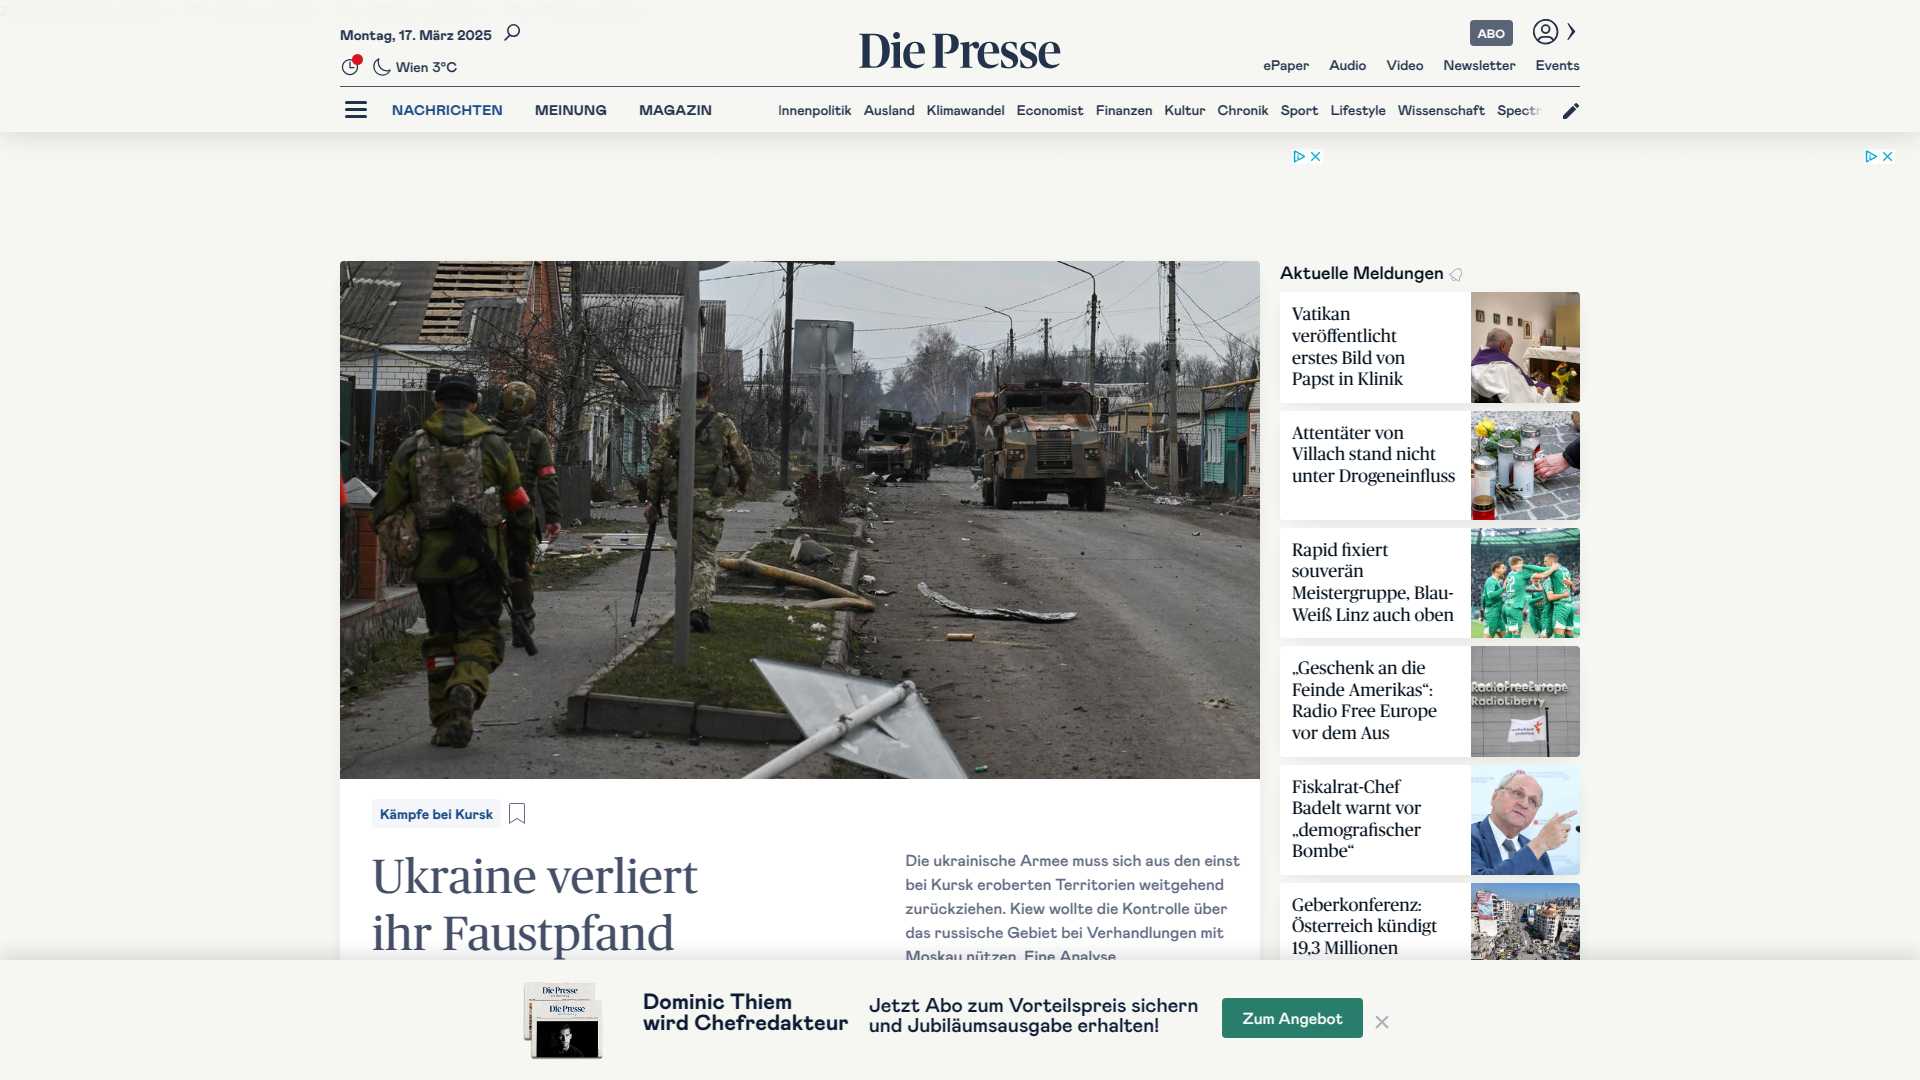 Montag, 17. März 2025
Wien 3°C
Die Presse
ABO
ePaper Audio Video Newsletter Events
NACHRICHTEN MEINUNG MAGAZIN
Innenpolitik Ausland Klimawandel Economist Finanzen Kultur Chronik Sport Lifestyle Wissenschaft Spectr
Kämpfe bei Kursk
Ukraine verliert
ihr Faustpfand
Die ukrainische Armee muss sich aus den einst
bei Kursk eroberten Territorien weitgehend
zurückziehen. Kiew wollte die Kontrolle über
das russische Gebiet bei Verhandlungen mit
Moskau nützen. Eine Analyse.
Aktuelle Meldungen
Vatikan
veröffentlicht
erstes Bild von
Papst in Klinik
Attentäter von
Villach stand nicht
unter Drogeneinfluss
Rapid fixiert
souverän
Meistergruppe, Blau-
Weiß Linz auch oben
„Geschenk an die
Feinde Amerikas“:
Radio Free Europe
vor dem Aus
RadioFreeEurope
RadioLiberty
Fiskalrat-Chef
Badelt warnt vor
„demografischer
Bombe“
Geberkonferenz:
Österreich kündigt
19,3 Millionen
Die Presse
Die Presse
Dominic Thiem
wird Chefredakteur
Jetzt Abo zum Vorteilspreis sichern
und Jubiläumsausgabe erhalten!
Zum Angebot